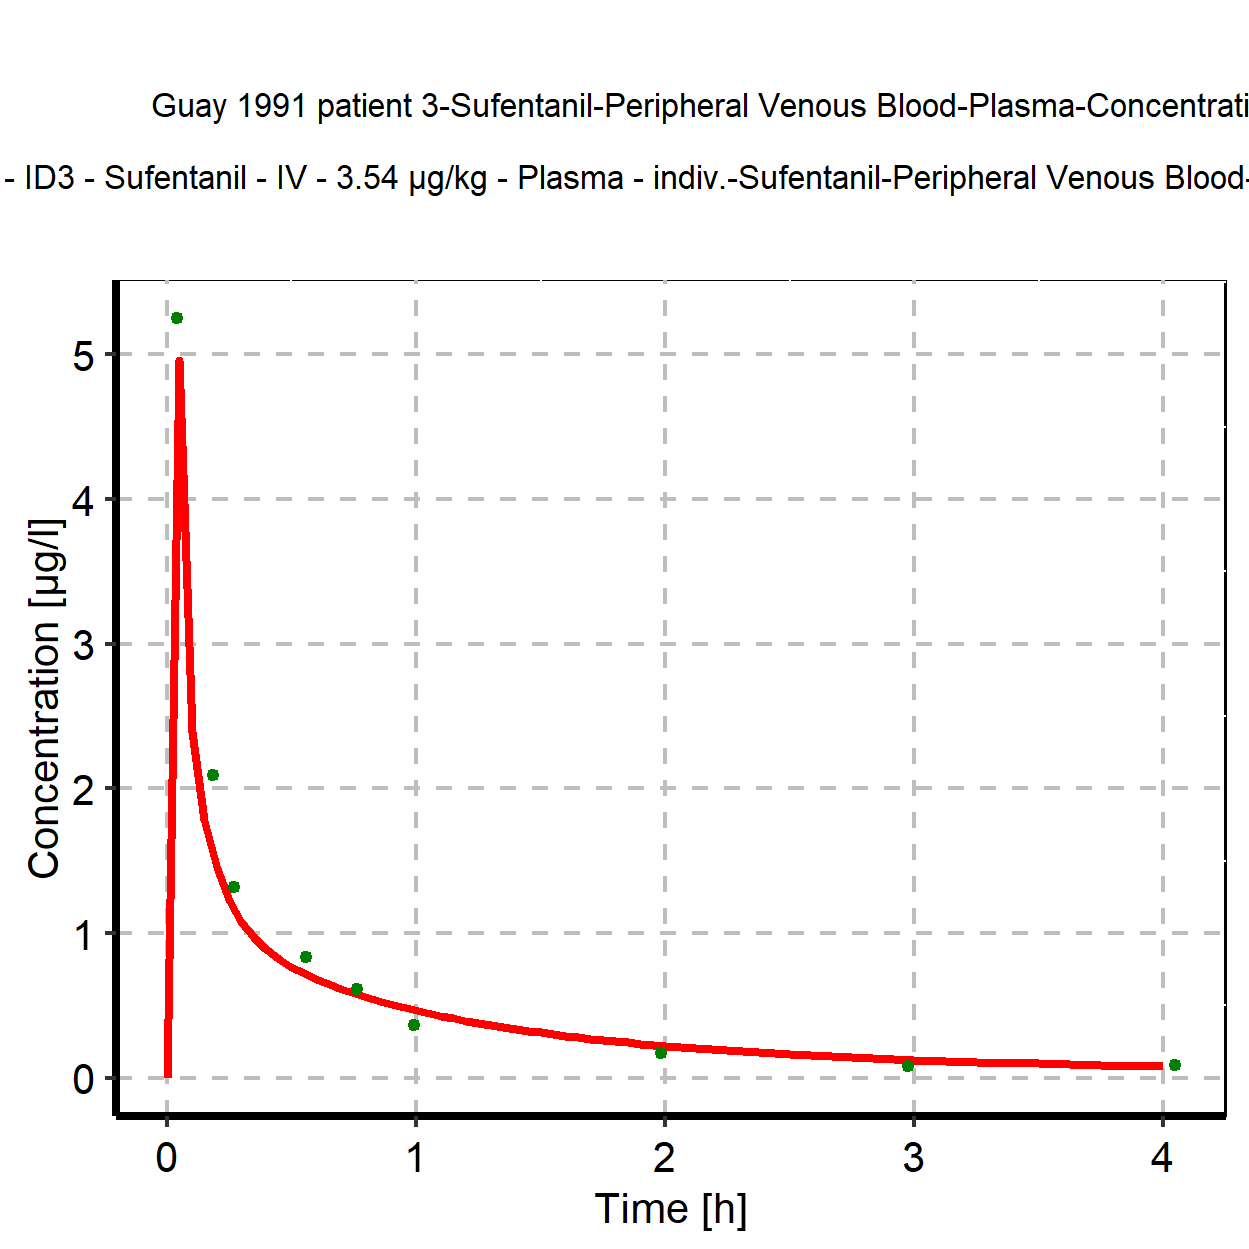 Guay 1991 patient 3-Sufentanil-Peripheral Venous Blood-Plasma-Concentrati
- ID3 - Sufentanil - IV - 3.54 µg/kg - Plasma - indiv.-Sufentanil-Peripheral Venous Blood-
5
4
3
2
1
0
Concentration [µg/l]
0 1 2 3 4
Time [h]